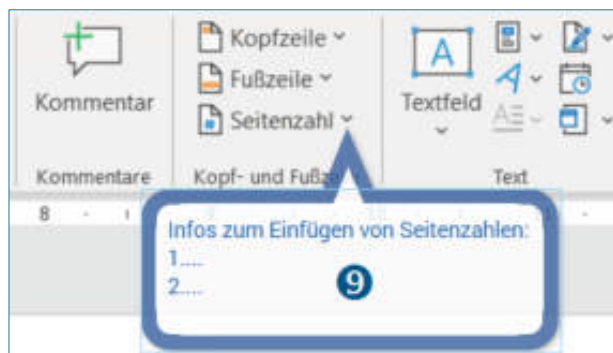 Kopfzeile
Fußzeile
Kommentar
Seitenzahl
A
Textfeld
A
A
Kommentare
Kopf- und Fußze
Text
8
Infos zum Einfügen von Seitenzahlen:
1....
2....
9